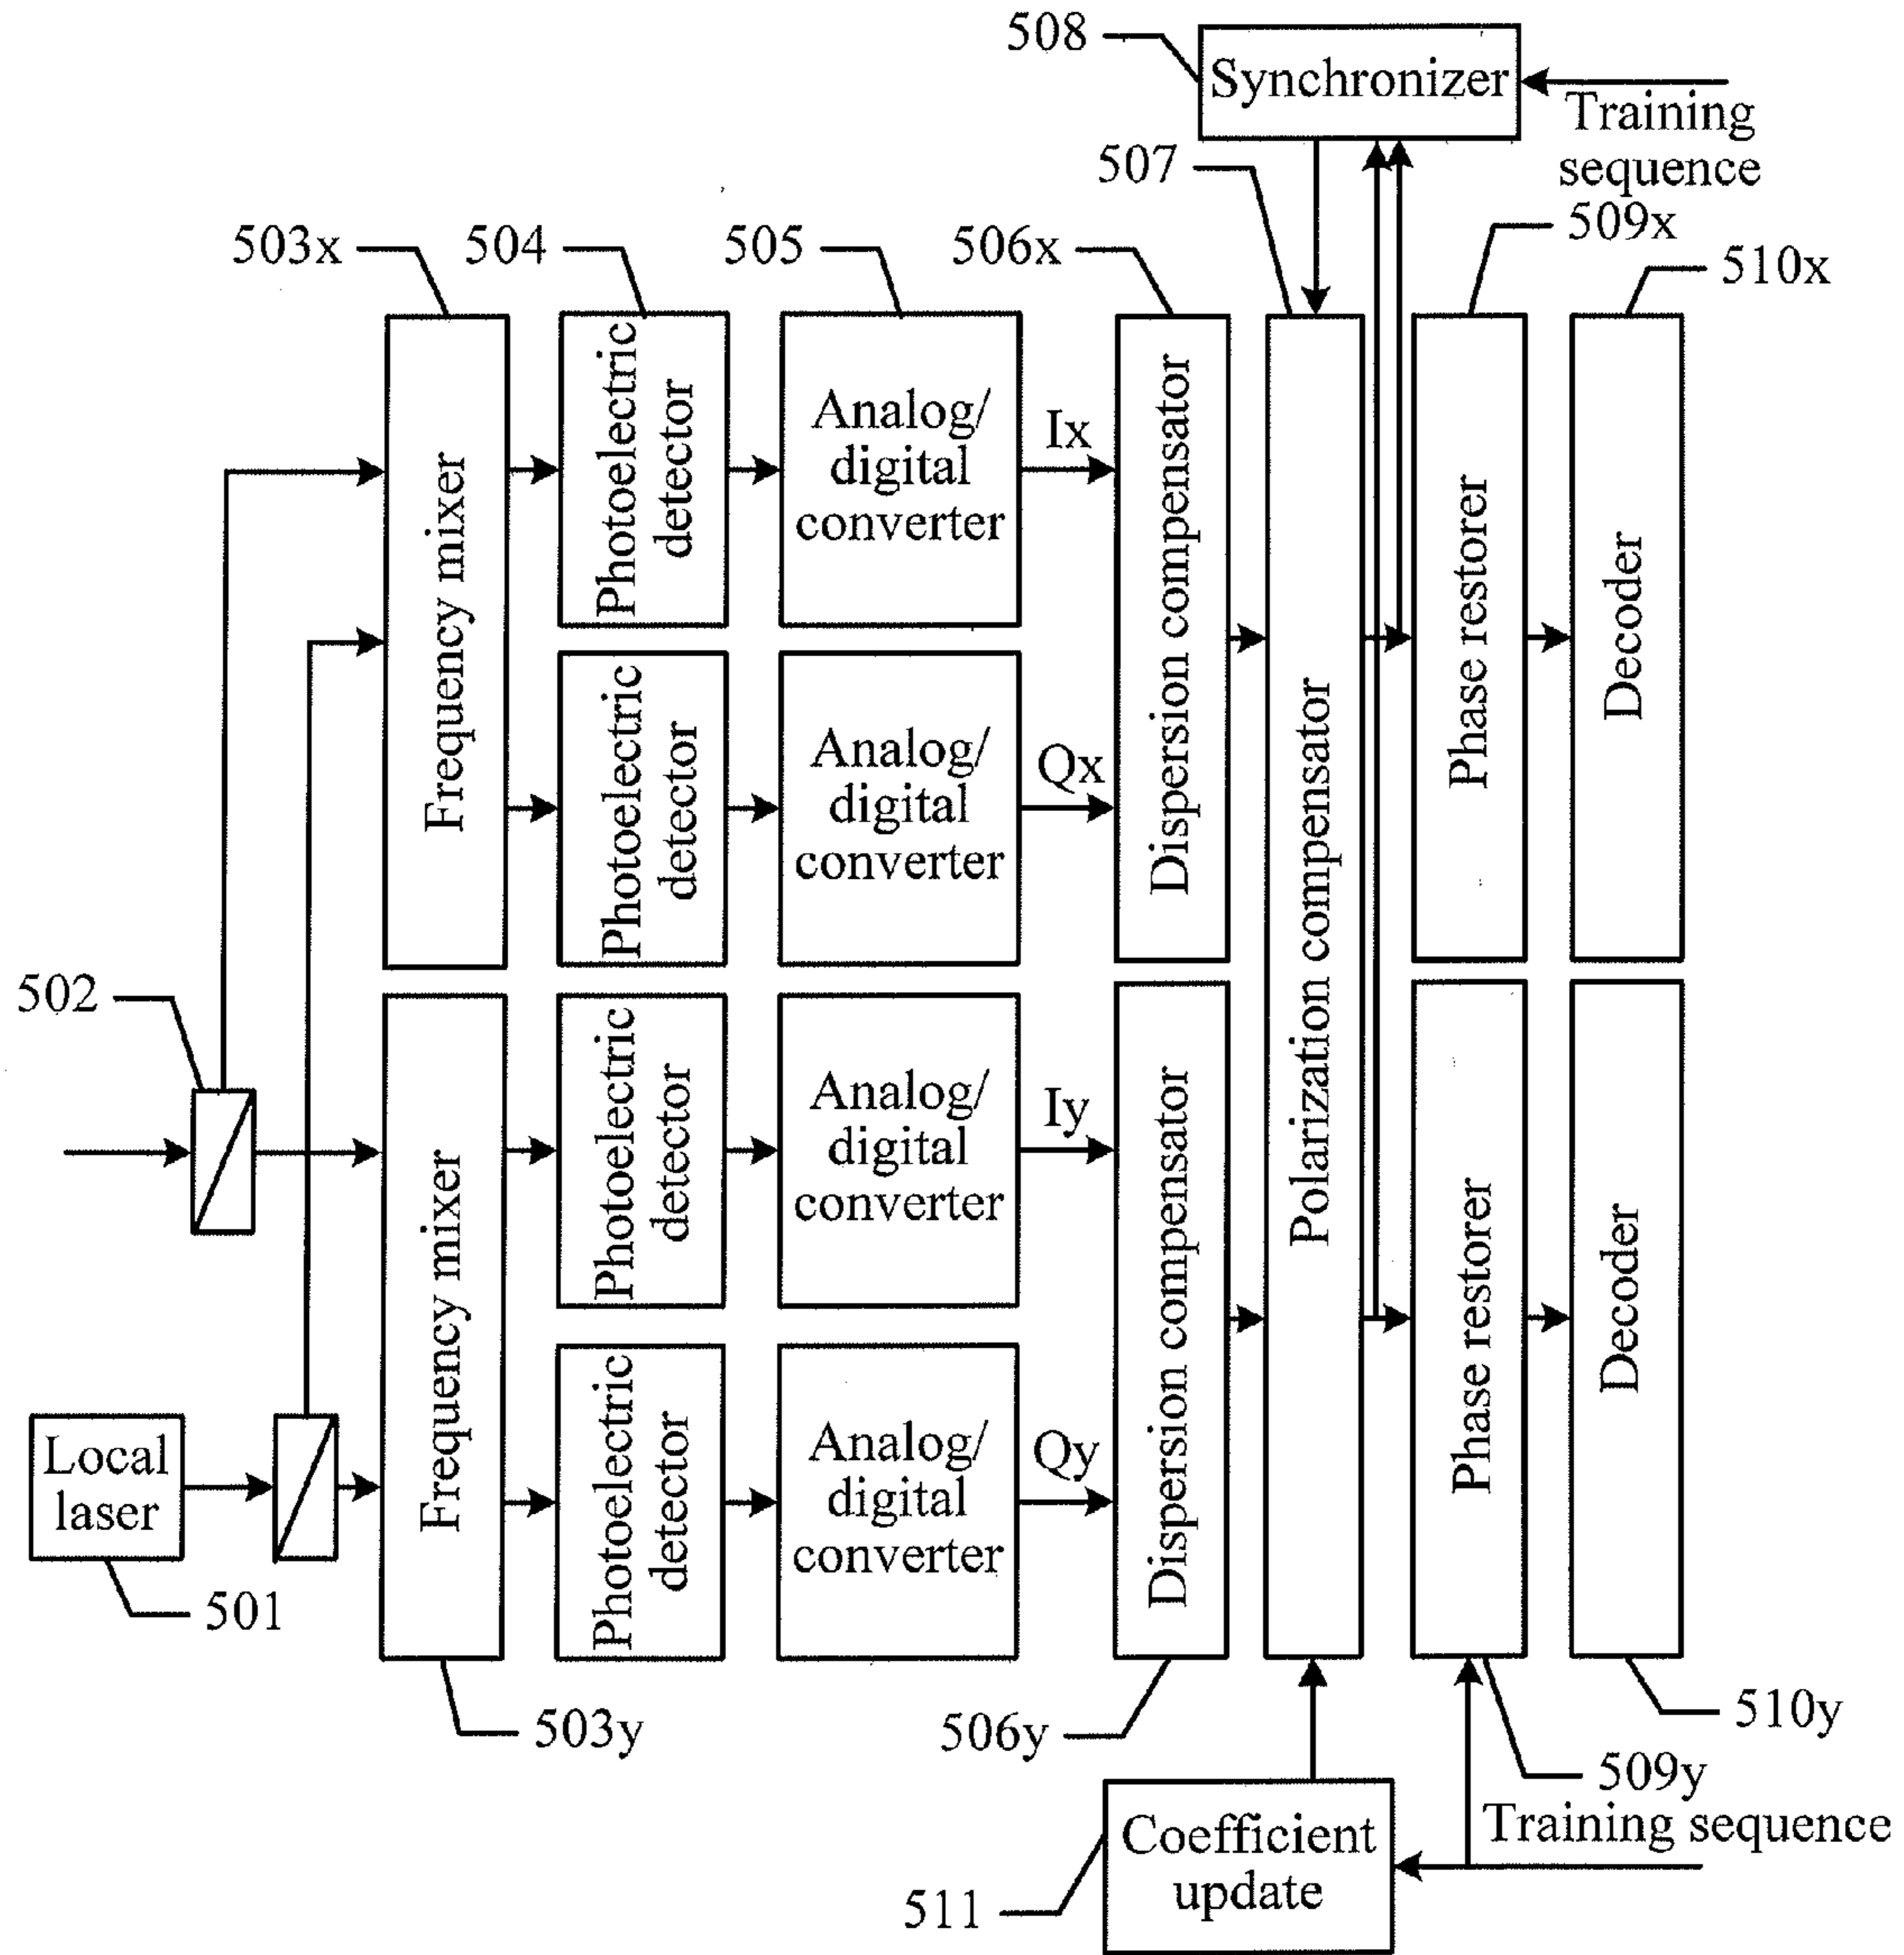 508
Synchronizer
Training
sequence
507
509x
503x
504
505
506x
510x
Frequency mixer
Photoelectric
detector
Analog/
digital
converter
Ix
Dispersion compensator
Polarization compensator
Phase restorer
Decoder
Photoelectric
detector
Analog/
digital
converter
Qx
502
Frequency mixer
Photoelectric
detector
Analog/
digital
converter
Iy
Dispersion compensator
Phase restorer
Decoder
Local
laser
501
Photoelectric
detector
Analog/
digital
converter
Qy
503y
506y
510y
509y
Training sequence
Coefficient
update
511